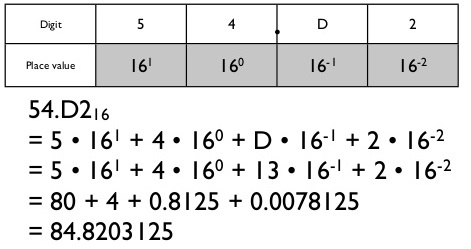 Digit 5 4 . D 2
Place value 16¹ 16⁰ 16⁻¹ 16⁻²
54.D2₁₆
= 5 • 16¹ + 4 • 16⁰ + D • 16⁻¹ + 2 • 16⁻²
= 5 • 16¹ + 4 • 16⁰ + 13 • 16⁻¹ + 2 • 16⁻²
= 80 + 4 + 0.8125 + 0.0078125
= 84.8203125